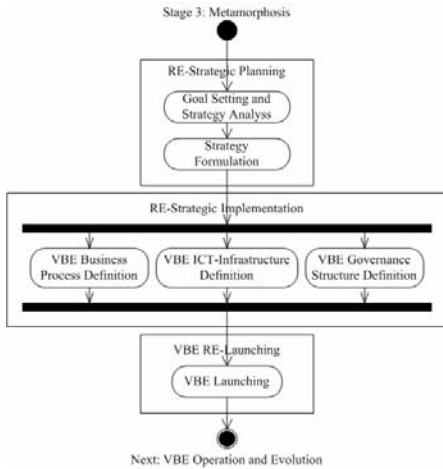 Stage 3: Metamorphosis
RE-Strategic Planning
Goal Setting and
Strategy Analyss
Strategy
Formulation
RE-Strategic Implementation
VBE Business
Process Definition
VBE ICT-Infrastructure
Definition
VBE Governance
Structure Definition
VBE RE-Launching
VBE Launching
Next: VBE Operation and Evolution